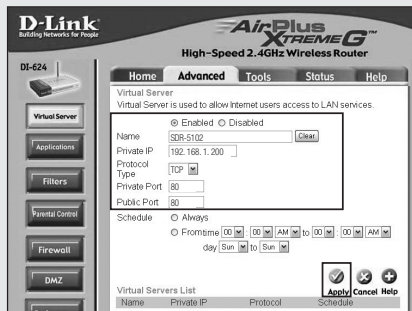 D-Link
Building Networks for People
AirPlus
XTREME G™
High-Speed 2.4GHz Wireless Router
DI-624
Home Advanced Tools Status Help
Virtual Server
Virtual Server is used to allow Internet users access to LAN services.
Virtual Server
Enabled Disabled
Name SDR-5102 Clear
Applications
Private IP 192.168.1.200
Protocol Type TCP
Filters
Private Port 80
Public Port 80
Parental Control
Schedule Always
From time 00 : 00 AM to 00 : 00 AM
day Sun to Sun
Firewall
DMZ
Apply Cancel Help
Virtual Servers List
Name Private IP Protocol Schedule